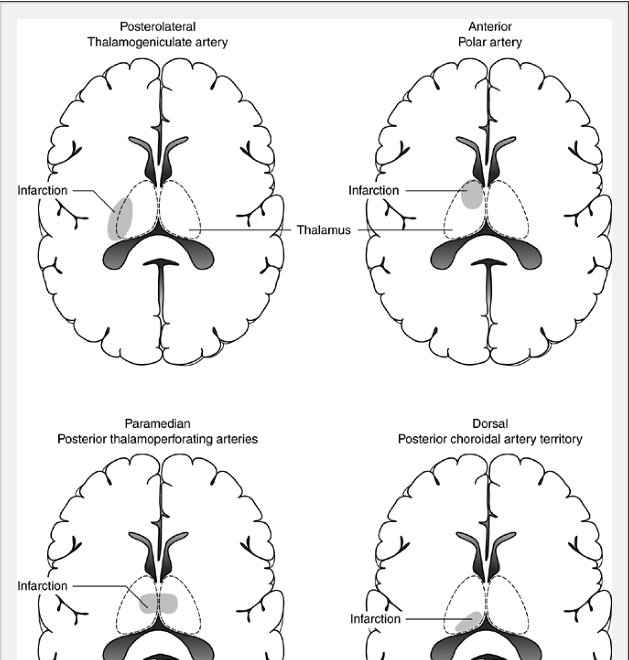 Posterolateral
Thalamogeniculate artery
Anterior
Polar artery
Infarction
Infarction
Thalamus
Paramedian
Posterior thalamoperforating arteries
Dorsal
Posterior choroidal artery territory
Infarction
Infarction